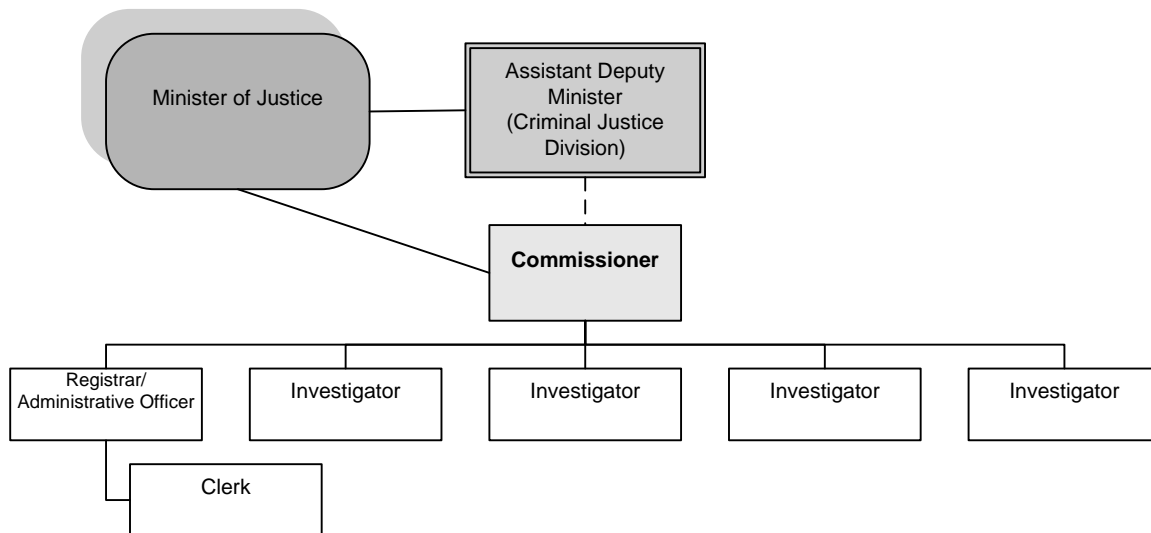 Minister of Justice
Assistant Deputy
Minister
(Criminal Justice
Division)
Commissioner
Registrar/
Administrative Officer
Investigator
Investigator
Investigator
Investigator
Clerk